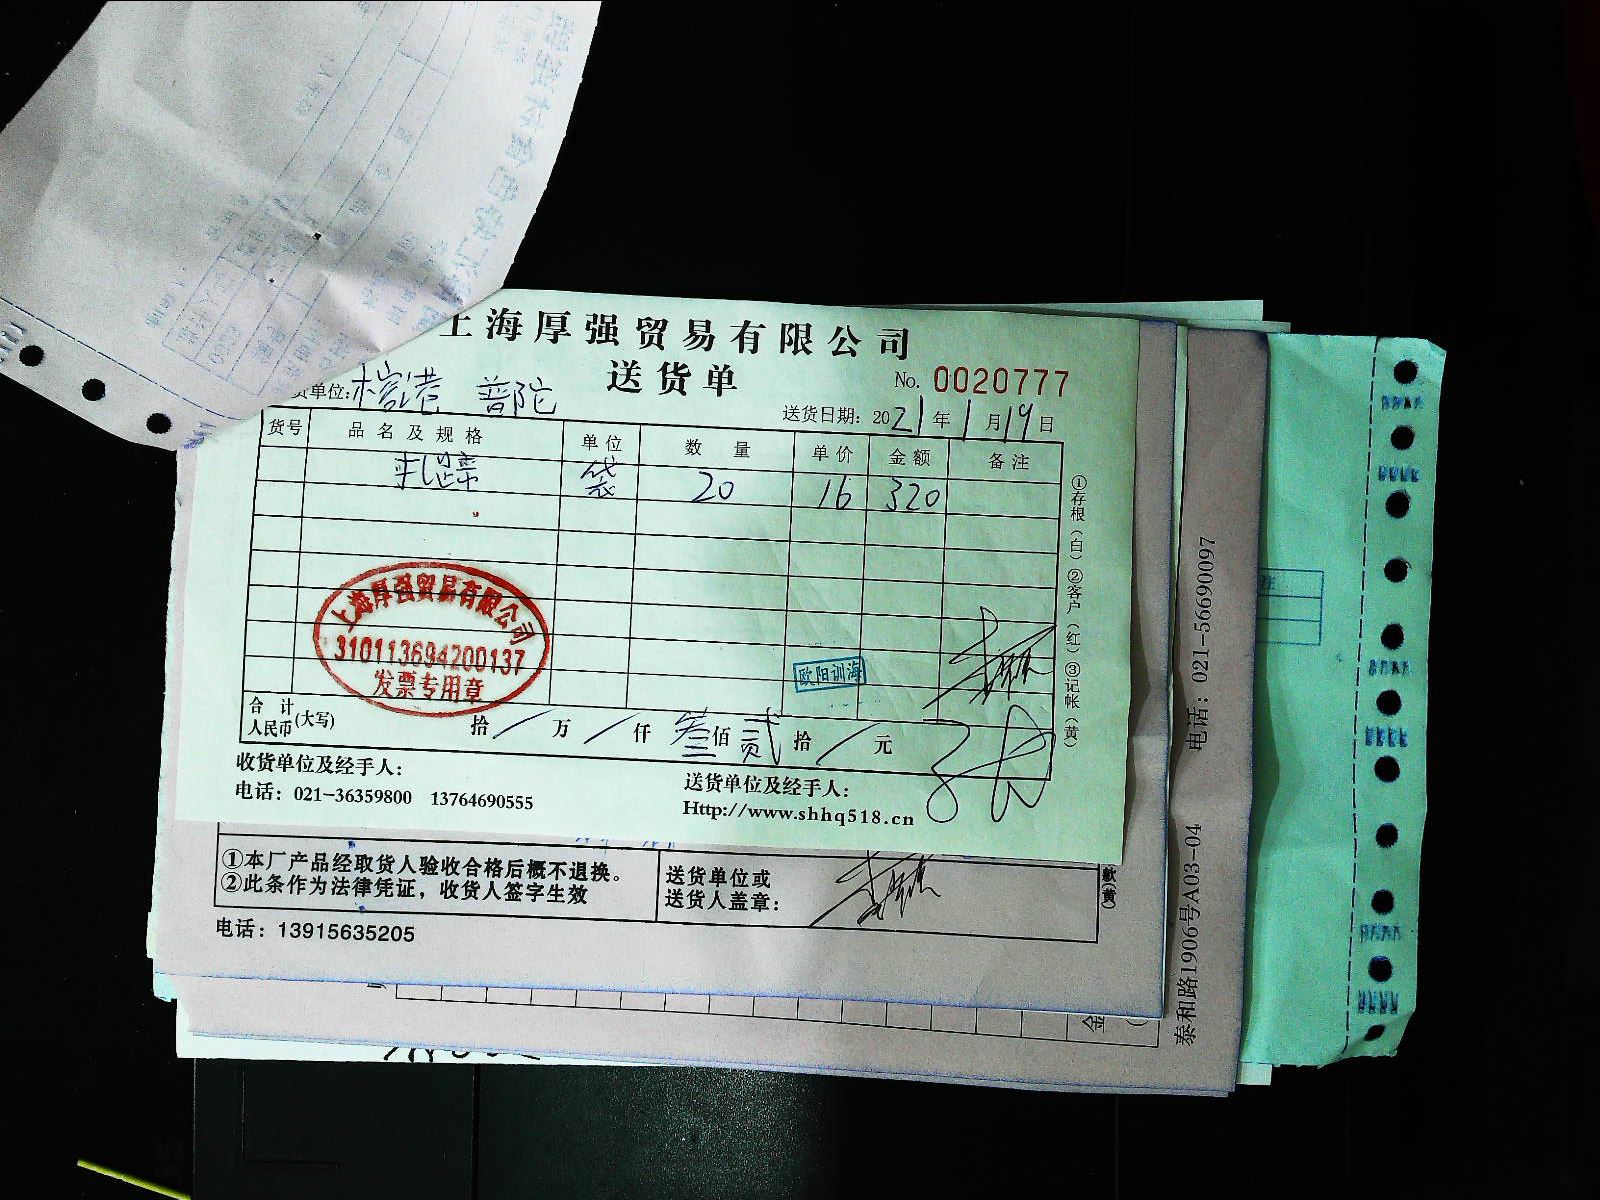 上海厚强贸易有限公司
送货单
No. 0020777
货单位: 普陀
送货日期: 2021年1月19日
货号 品名及规格 单位 数量 单价 金额 备注
袋 20 16 320
①存根(白)②客户(红)③记帐(黄)
上海厚强贸易有限公司
310113694200137
发票专用章
欧阳训海
合计
人民币(大写) 拾 / 万 / 仟 叁 佰 贰 拾 / 元
收货单位及经手人:
送货单位及经手人:
电话: 021-36359800 13764690555
Http://www.shhq518.cn
①本厂产品经取货人验收合格后概不退换。
②此条作为法律凭证，收货人签字生效
送货单位或
送货人盖章:
款(黄)
电话: 13915635205
泰和路1906号A03-04 电话: 021-56690097
金